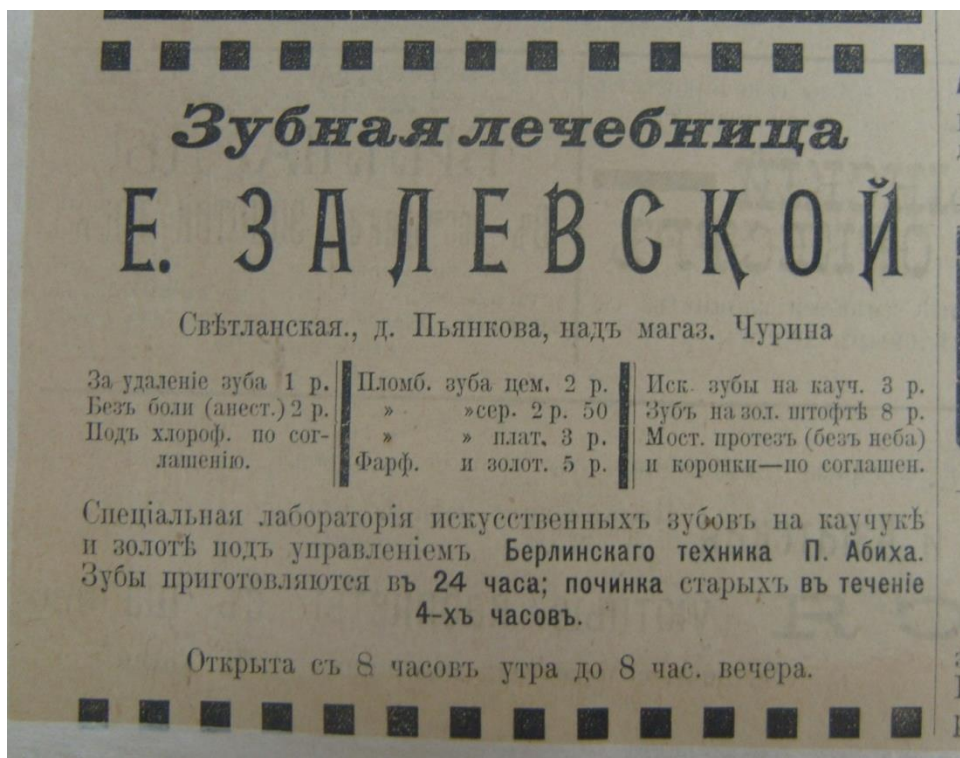 Зубная лечебница
Е. ЗАЛЕВСКОЙ
Свѣтланская., д. Пьянкова, надъ магаз. Чурина
За удаленіе зуба 1 р.
Безъ боли (анест.) 2 р.
Подъ хлороф. по сог-
лашенію.
Пломб. зуба цем. 2 р.
» »сер. 2 р. 50
» » плат. 3 р.
Фарф. и золот. 5 р.
Иск. зубы на кауч. 3 р.
Зубъ на зол. штофтѣ 8 р.
Мост. протез (безъ неба)
и коронки—по соглашен.
Спеціальная лабораторія искусственныхъ зубовъ на каучукѣ
и золотѣ подъ управленіемъ Берлинскаго техника П. Абиха.
Зубы приготовляются въ 24 часа; починка старыхъ въ теченіе
4-хъ часовъ.
Открыта съ 8 часовъ утра до 8 час. вечера.